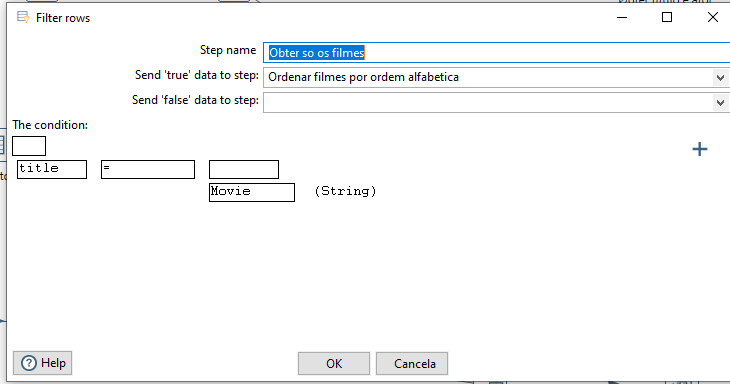 Filter rows
Step name
Obter so os filmes
Send 'true' data to step:
Ordenar filmes por ordem alfabetica
Send 'false' data to step:
The condition:
title
=
Movie
(String)
Help
OK
Cancela